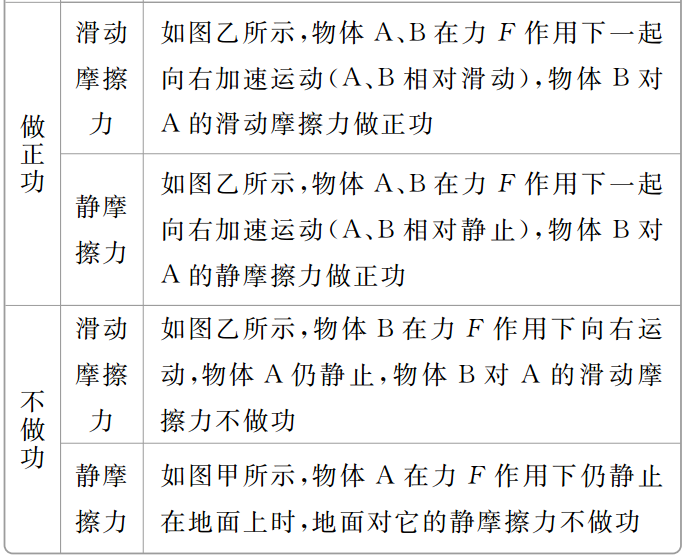 做正功
滑动摩擦力
如图乙所示,物体 A、B 在力 F 作用下一起
向右加速运动(A、B 相对滑动),物体 B 对
A 的滑动摩擦力做正功
静摩擦力
如图乙所示,物体 A、B 在力 F 作用下一起
向右加速运动(A、B 相对静止),物体 B 对
A 的静摩擦力做正功
不做功
滑动摩擦力
如图乙所示,物体 B 在力 F 作用下向右运
动,物体 A 仍静止,物体 B 对 A 的滑动摩
擦力不做功
静摩擦力
如图甲所示,物体 A 在力 F 作用下仍静止
在地面上时,地面对它的静摩擦力不做功